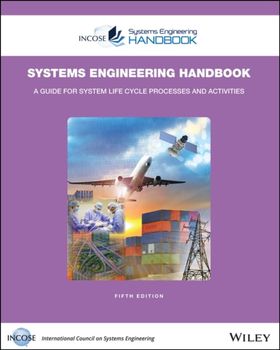 INCOSE
Systems Engineering
HANDBOOK
SYSTEMS ENGINEERING HANDBOOK
A GUIDE FOR SYSTEM LIFE CYCLE PROCESSES AND ACTIVITIES
FIFTH EDITION
INCOSE International Council on Systems Engineering
WILEY